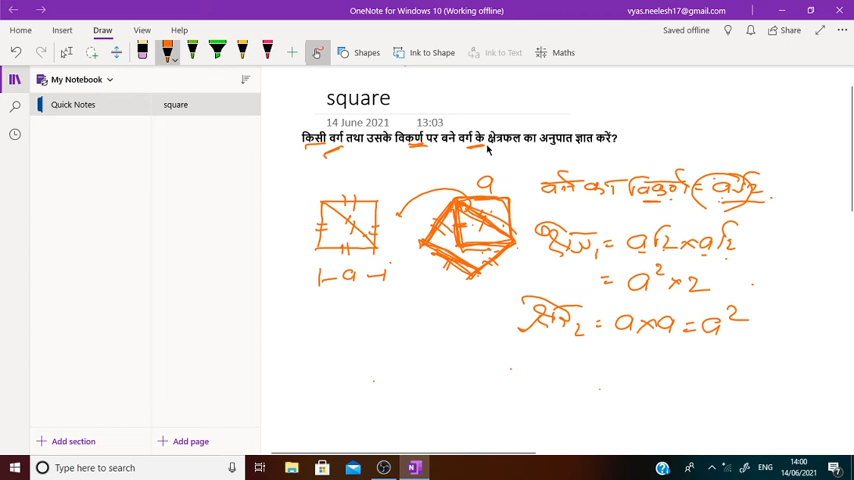 OneNote for Windows 10 (Working offline)
vyas.neelesh17@gmail.com
Home Insert Draw View Help
Saved offline Share
Shapes Ink to Shape Ink to Text Maths
My Notebook
Quick Notes
square
square
14 June 2021 13:03
किसी वर्ग तथा उसके विकर्ण पर बने वर्ग के क्षेत्रफल का अनुपात ज्ञात करें?
a
वर्ग का विकर्ण = a√2
क्षेत्र₁ = a√2 × a√2
a
= a² × 2
क्षेत्र₂ = a × a = a²
Add section Add page
Type here to search
ENG
14:00
14/06/2021
7